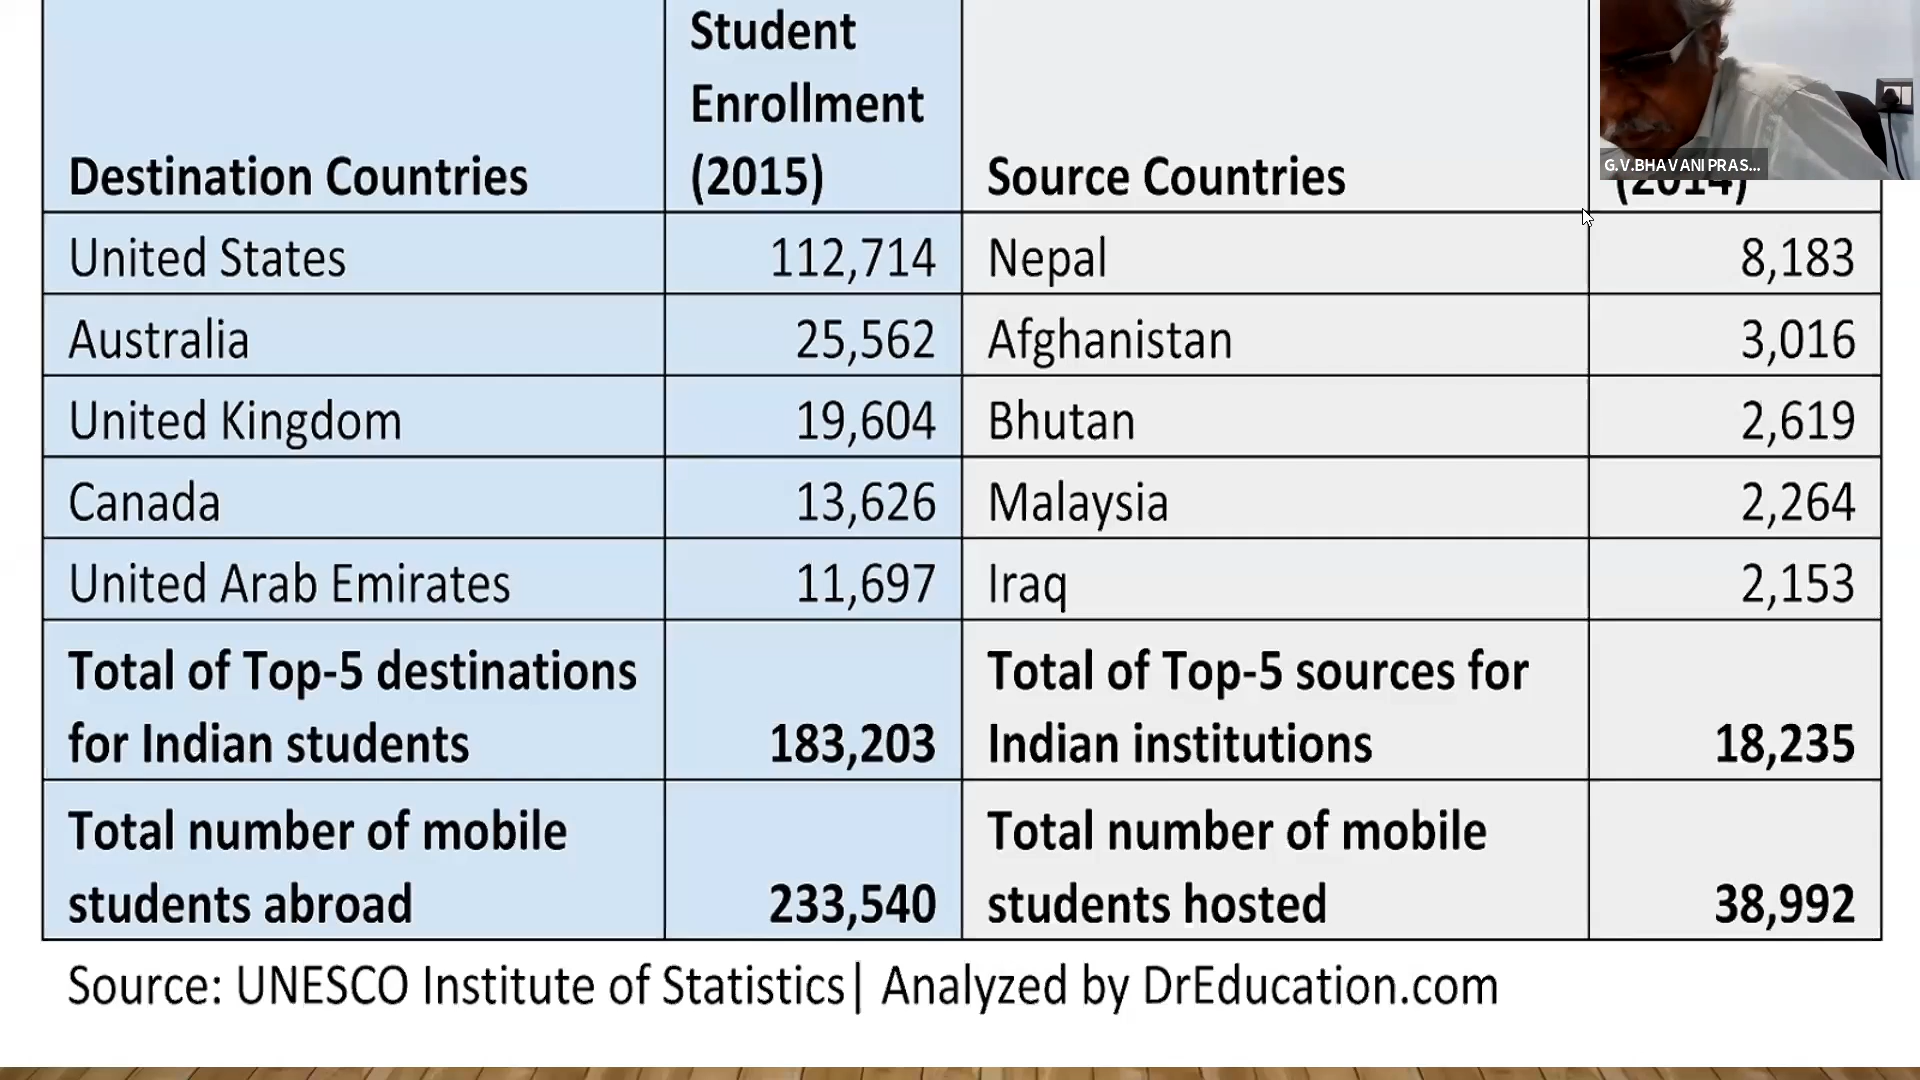 Student
Enrollment
Destination Countries (2015) Source Countries (2014)
G.V.BHAVANI PRAS...
United States 112,714 Nepal 8,183
Australia 25,562 Afghanistan 3,016
United Kingdom 19,604 Bhutan 2,619
Canada 13,626 Malaysia 2,264
United Arab Emirates 11,697 Iraq 2,153
Total of Top-5 destinations Total of Top-5 sources for
for Indian students 183,203 Indian institutions 18,235
Total number of mobile Total number of mobile
students abroad 233,540 students hosted 38,992
Source: UNESCO Institute of Statistics| Analyzed by DrEducation.com